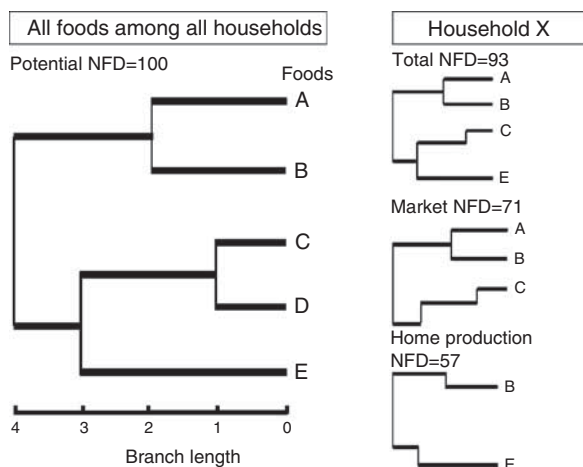 All foods among all households
Potential NFD=100
Foods
A
B
C
D
E
4 3 2 1 0
Branch length
Household X
Total NFD=93
A
B
C
E
Market NFD=71
A
B
C
Home production
NFD=57
B
E